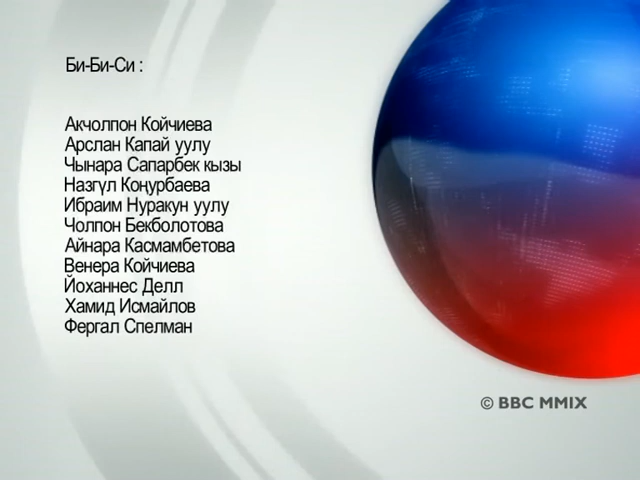 Би-Би-Си :
Акчолпон Койчиева
Арслан Капай уулу
Чынара Сапарбек кызы
Назгүл Коңурбаева
Ибраим Нуракун уулу
Чолпон Бекболотова
Айнара Касмамбетова
Венера Койчиева
Йоханнес Делл
Хамид Исмайлов
Фергал Спелман
© BBC MMIX